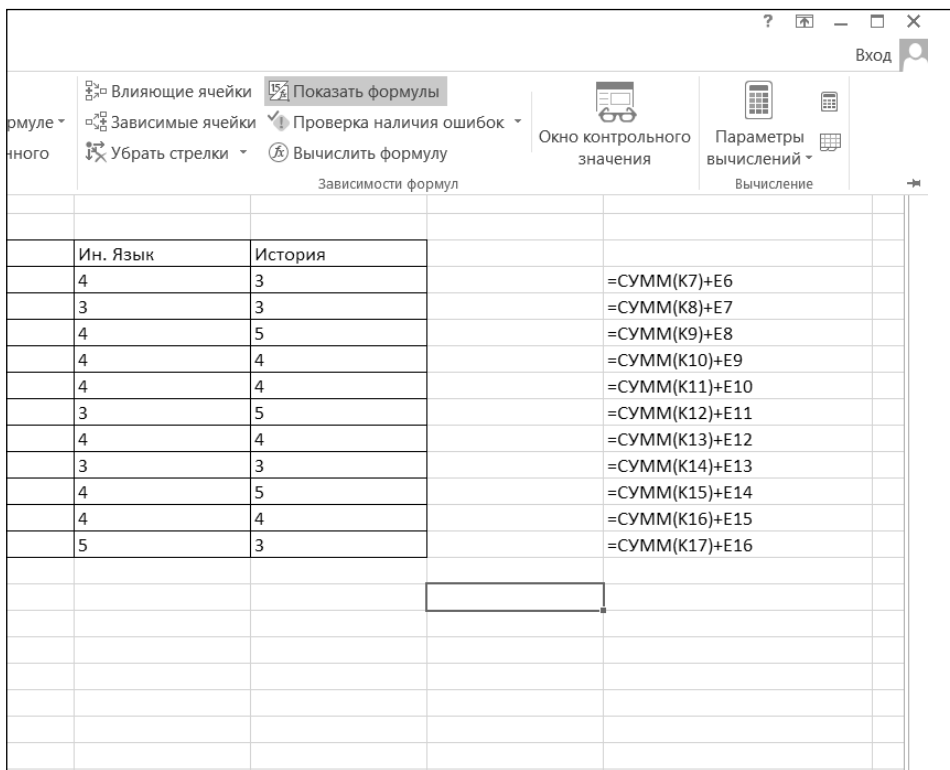 ?
Вход
Влияющие ячейки Показать формулы
рмуле Зависимые ячейки Проверка наличия ошибок Окно контрольного Параметры
нного Убрать стрелки Вычислить формулу значения вычислений
Зависимости формул Вычисление
Ин. Язык История
4 3 =СУММ(K7)+E6
3 3 =СУММ(K8)+E7
4 5 =СУММ(K9)+E8
4 4 =СУММ(K10)+E9
4 4 =СУММ(K11)+E10
3 5 =СУММ(K12)+E11
4 4 =СУММ(K13)+E12
3 3 =СУММ(K14)+E13
4 5 =СУММ(K15)+E14
4 4 =СУММ(K16)+E15
5 3 =СУММ(K17)+E16